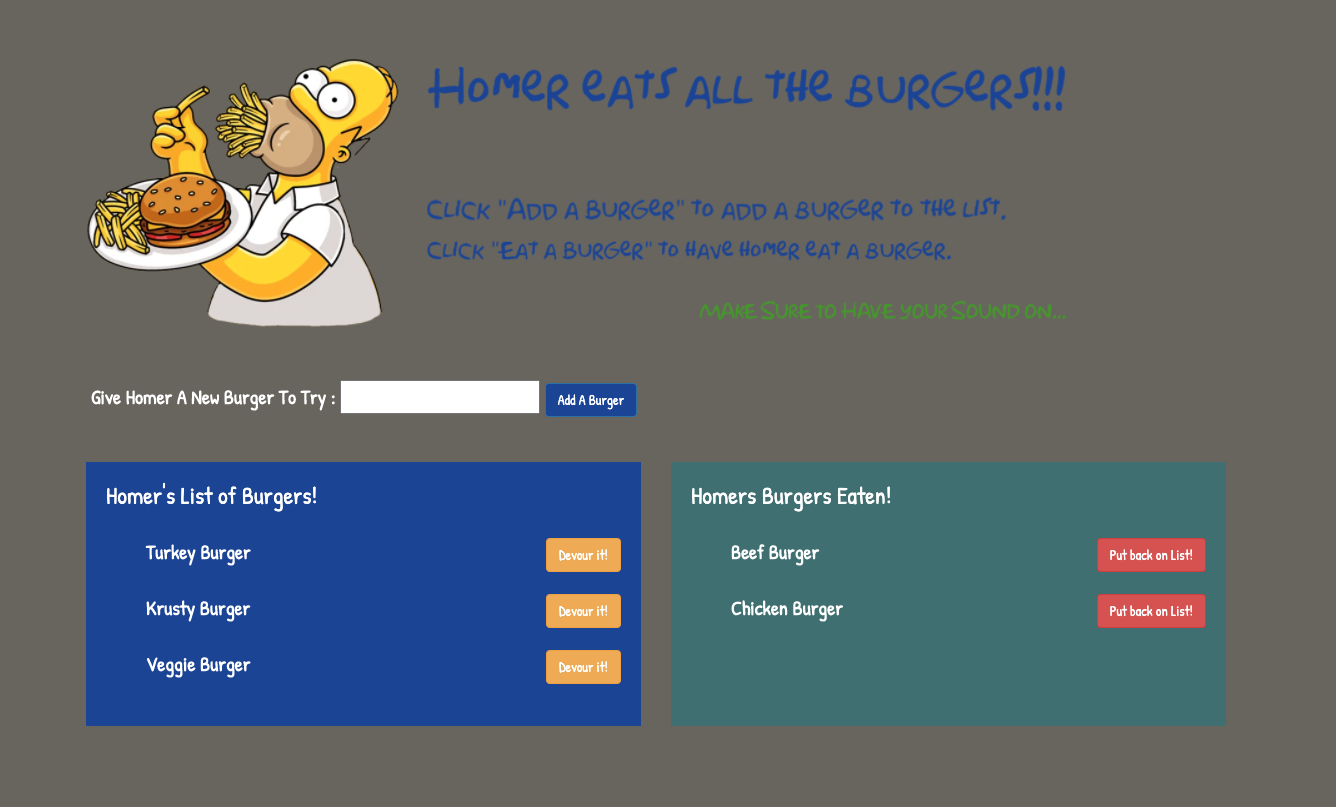 Homer eats all the burgers!!!
Click "Add a burger" to add a burger to the list.
Click "Eat a burger" to have Homer eat a burger.
Make sure to have your sound on...
Give Homer A New Burger To Try :
Add A Burger
Homer's List of Burgers!
Turkey Burger Devour it!
Krusty Burger Devour it!
Veggie Burger Devour it!
Homers Burgers Eaten!
Beef Burger Put back on List!
Chicken Burger Put back on List!